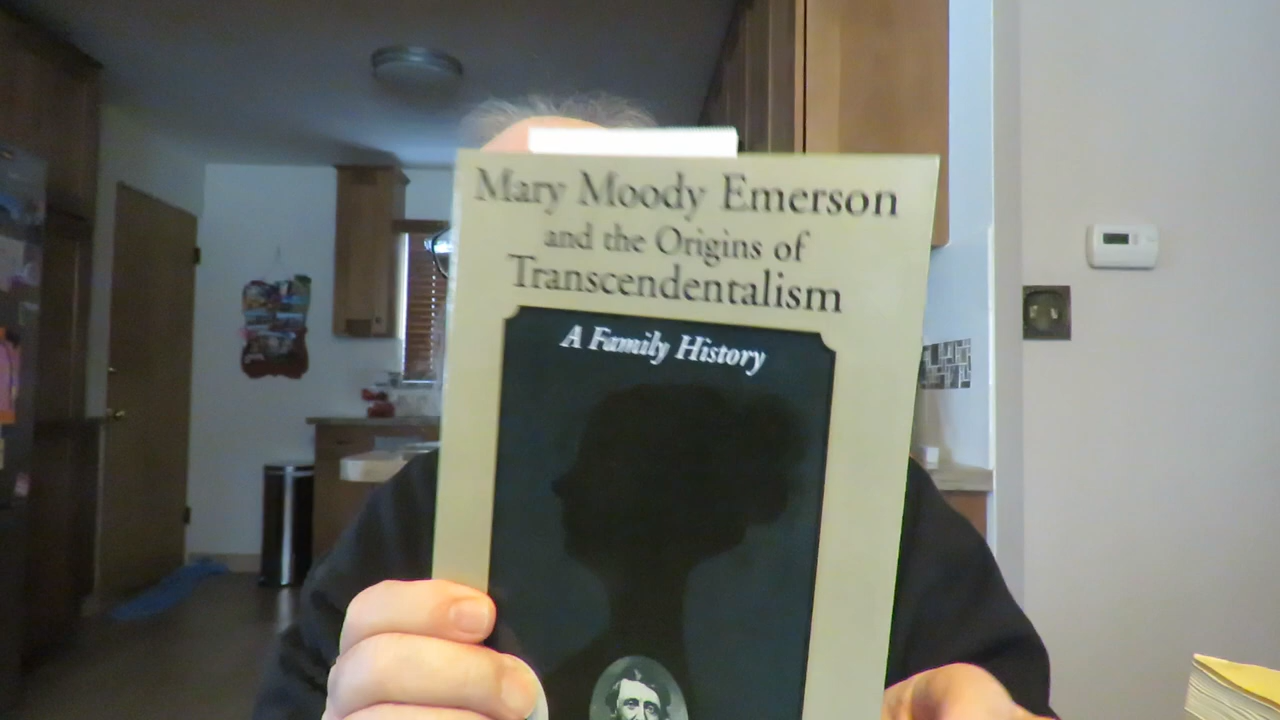 Mary Moody Emerson
and the Origins of
Transcendentalism
A Family History